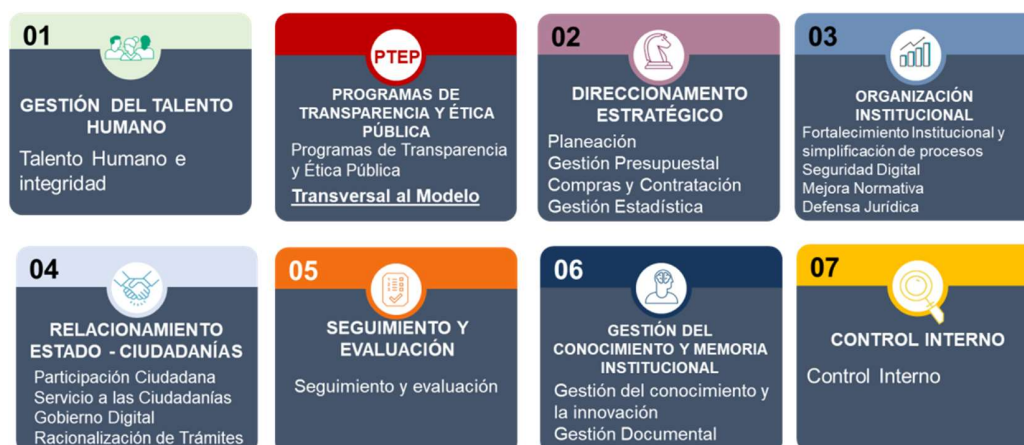 01
GESTIÓN DEL TALENTO
HUMANO
Talento Humano e
integridad
PTEP
PROGRAMAS DE
TRANSPARENCIA Y ÉTICA
PÚBLICA
Programas de Transparencia
y Ética Pública
Transversal al Modelo
02
DIRECCIONAMIENTO
ESTRATÉGICO
Planeación
Gestión Presupuestal
Compras y Contratación
Gestión Estadística
03
ORGANIZACIÓN
INSTITUCIONAL
Fortalecimiento Institucional y
simplificación de procesos
Seguridad Digital
Mejora Normativa
Defensa Jurídica
04
RELACIONAMIENTO
ESTADO - CIUDADANÍAS
Participación Ciudadana
Servicio a las Ciudadanías
Gobierno Digital
Racionalización de Trámites
05
SEGUIMIENTO Y
EVALUACIÓN
Seguimiento y evaluación
06
GESTIÓN DEL
CONOCIMIENTO Y MEMORIA
INSTITUCIONAL
Gestión del conocimiento y
la innovación
Gestión Documental
07
CONTROL INTERNO
Control Interno